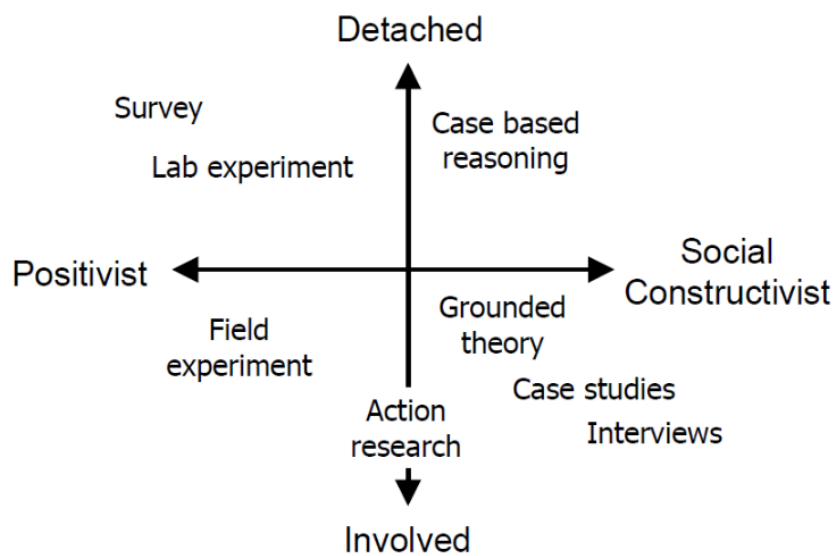 Detached
Survey
Case based
reasoning
Lab experiment
Positivist
Social
Constructivist
Field
experiment
Grounded
theory
Case studies
Interviews
Action
research
Involved